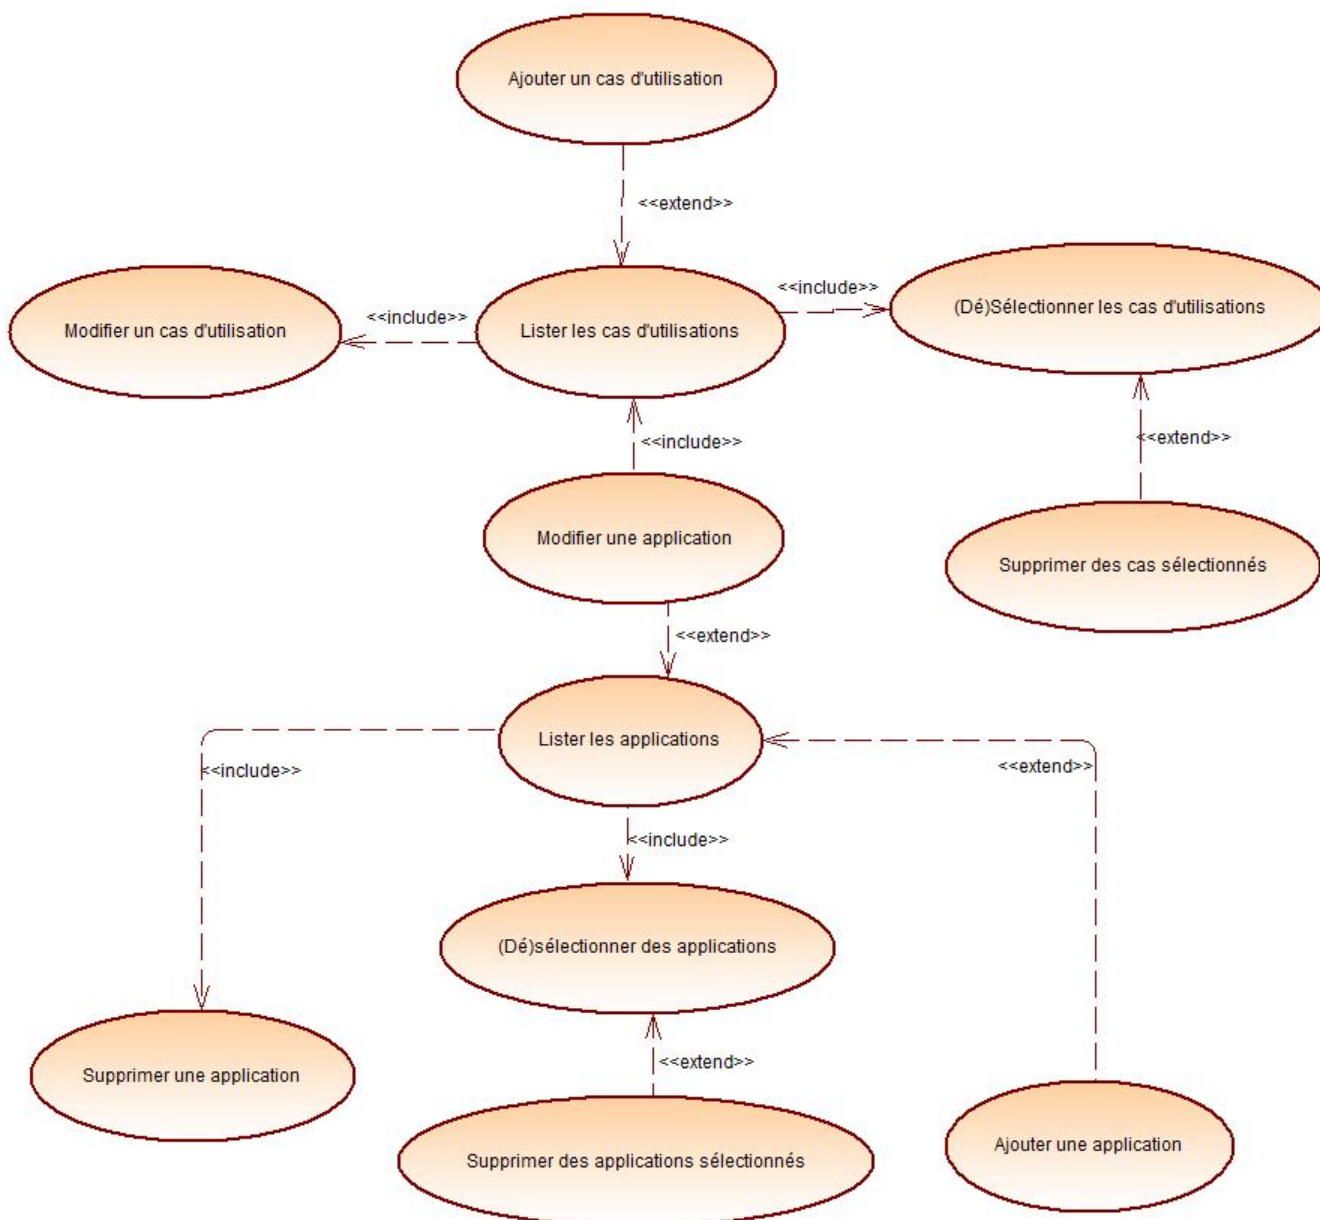 Ajouter un cas d'utilisation
<<extend>>
<<include>>
(Dé)Sélectionner les cas d'utilisations
<<include>>
Modifier un cas d'utilisation
Lister les cas d'utilisations
<<include>>
<<extend>>
Modifier une application
Supprimer des cas sélectionnés
<<extend>>
Lister les applications
<<include>>
<<extend>>
<<include>>
(Dé)sélectionner des applications
<<extend>>
Supprimer une application
Ajouter une application
Supprimer des applications sélectionnés